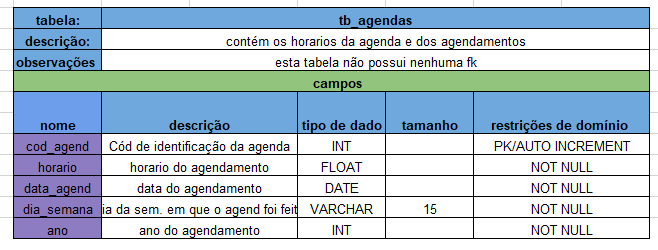 tabela: tb_agendas
descrição: contém os horarios da agenda e dos agendamentos
observações esta tabela não possui nenhuma fk
campos
nome descrição tipo de dado tamanho restrições de domínio
cod_agend Cód de identificação da agenda INT PK/AUTO INCREMENT
horario horario do agendamento FLOAT NOT NULL
data_agend data do agendamento DATE NOT NULL
dia_semana ia da sem. em que o agend foi feit VARCHAR 15 NOT NULL
ano ano do agendamento INT NOT NULL